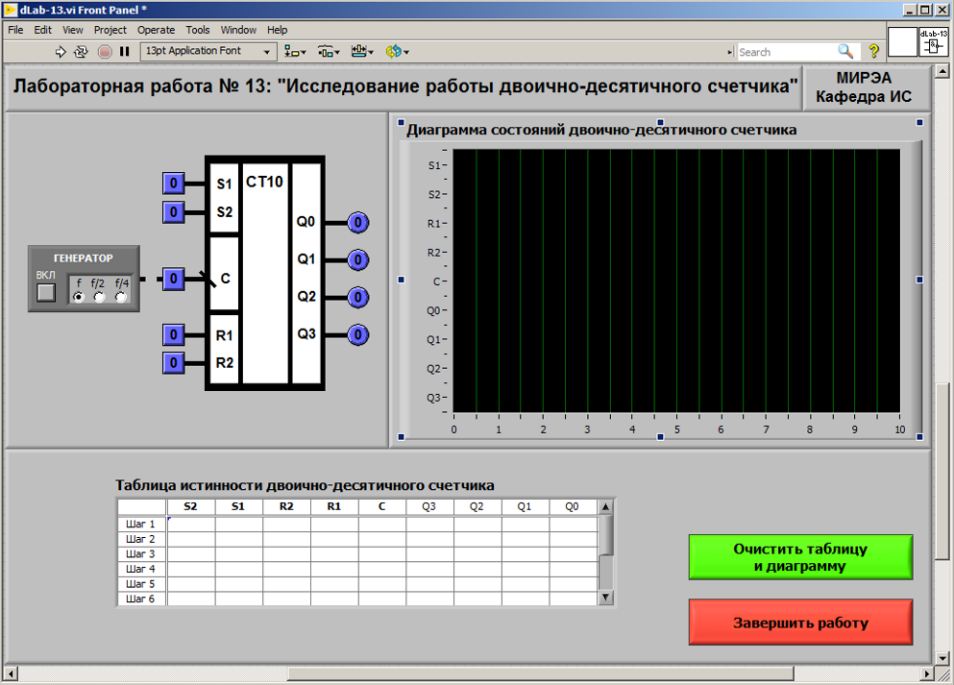 dLab-13.vi Front Panel *
File Edit View Project Operate Tools Window Help
13pt Application Font
Search
dLab-13
Лабораторная работа № 13: "Исследование работы двоично-десятичного счетчика"
МИРЭА
Кафедра ИС
Диаграмма состояний двоично-десятичного счетчика
0 S1 CT10
0 S2
Q0 0
ГЕНЕРАТОР
ВКЛ
f f/2 f/4
0 C
Q1 0
Q2 0
0 R1
Q3 0
0 R2
S1
S2
R1
R2
C
Q0
Q1
Q2
Q3
0 1 2 3 4 5 6 7 8 9 10
Таблица истинности двоично-десятичного счетчика
S2 S1 R2 R1 C Q3 Q2 Q1 Q0
Шаг 1
Шаг 2
Шаг 3
Шаг 4
Шаг 5
Шаг 6
Очистить таблицу
и диаграмму
Завершить работу